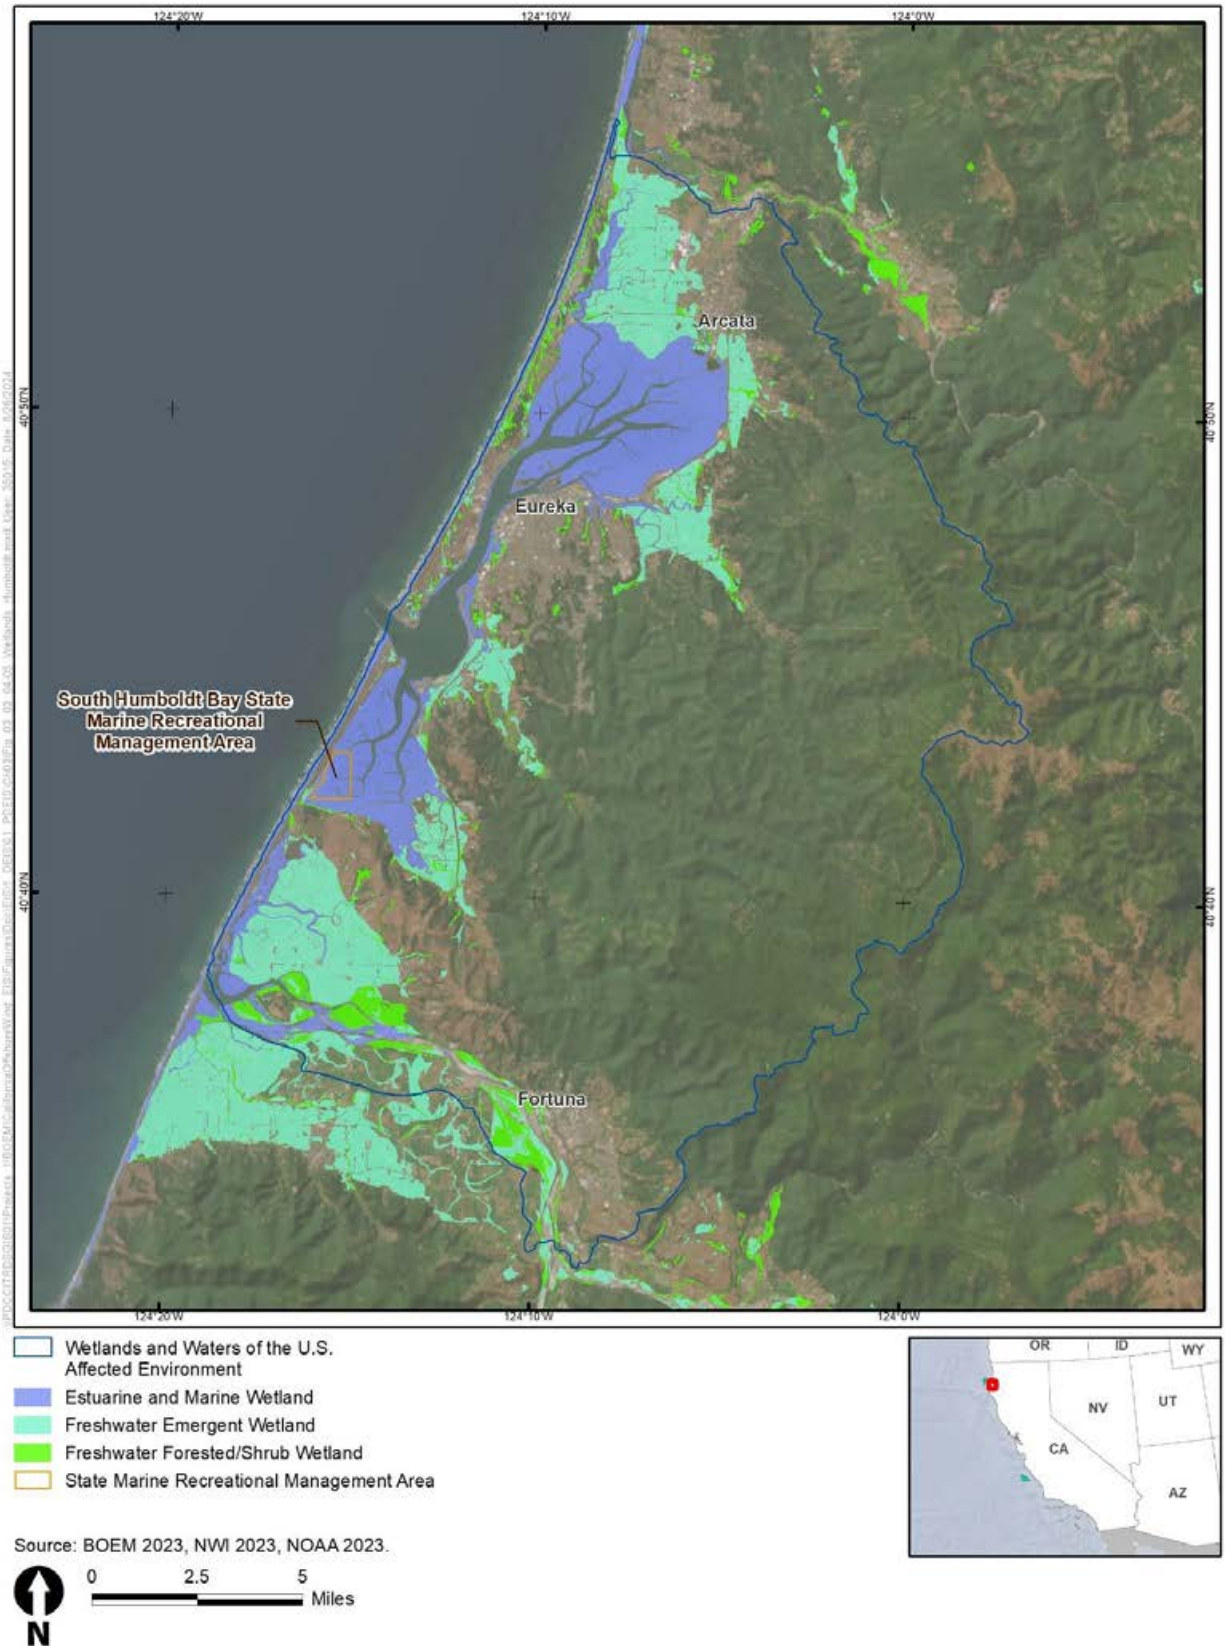 124°20'W 124°10'W 124°0'W
Arcata
40°50'N 40°50'N
Eureka
South Humboldt Bay State
Marine Recreational
Management Area
40°40'N 40°40'N
Fortuna
124°20'W 124°10'W 124°0'W
Wetlands and Waters of the U.S.
Affected Environment
Estuarine and Marine Wetland
Freshwater Emergent Wetland
Freshwater Forested/Shrub Wetland
State Marine Recreational Management Area
OR ID WY
NV UT
CA
AZ
Source: BOEM 2023, NWI 2023, NOAA 2023.
0 2.5 5
Miles
N